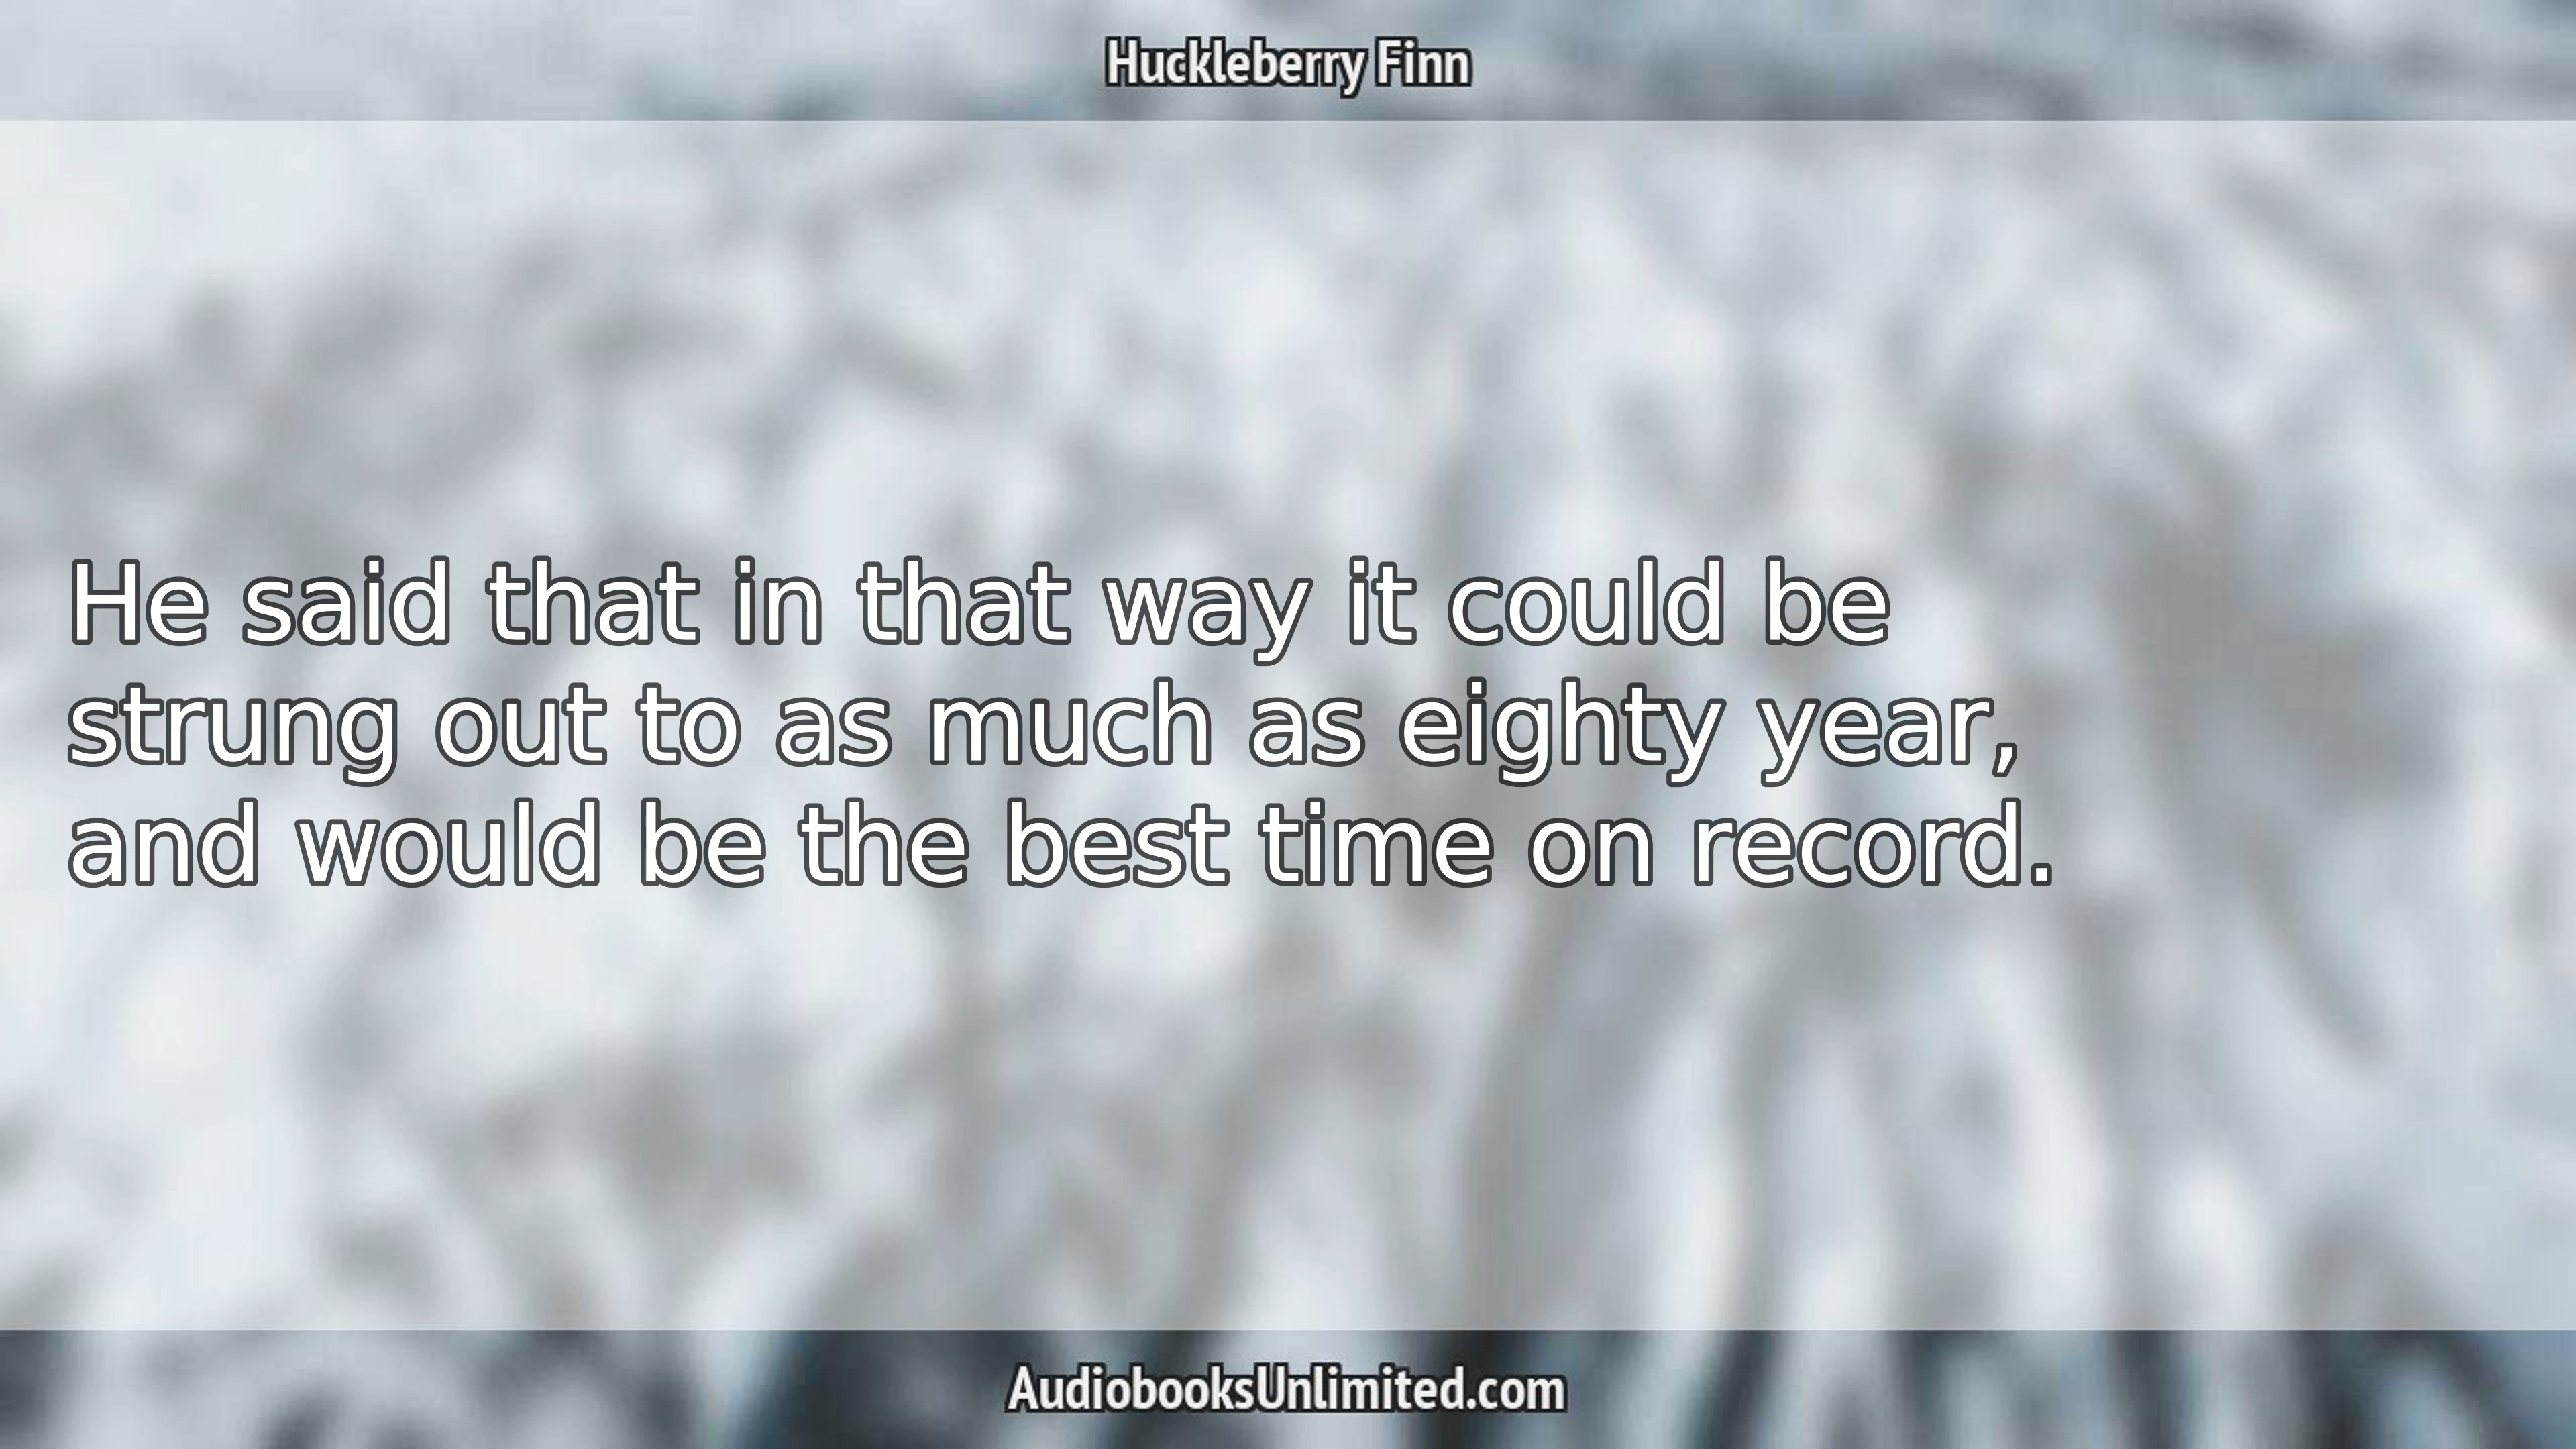 Huckleberry Finn
He said that in that way it could be
strung out to as much as eighty year,
and would be the best time on record.
AudiobooksUnlimited.com